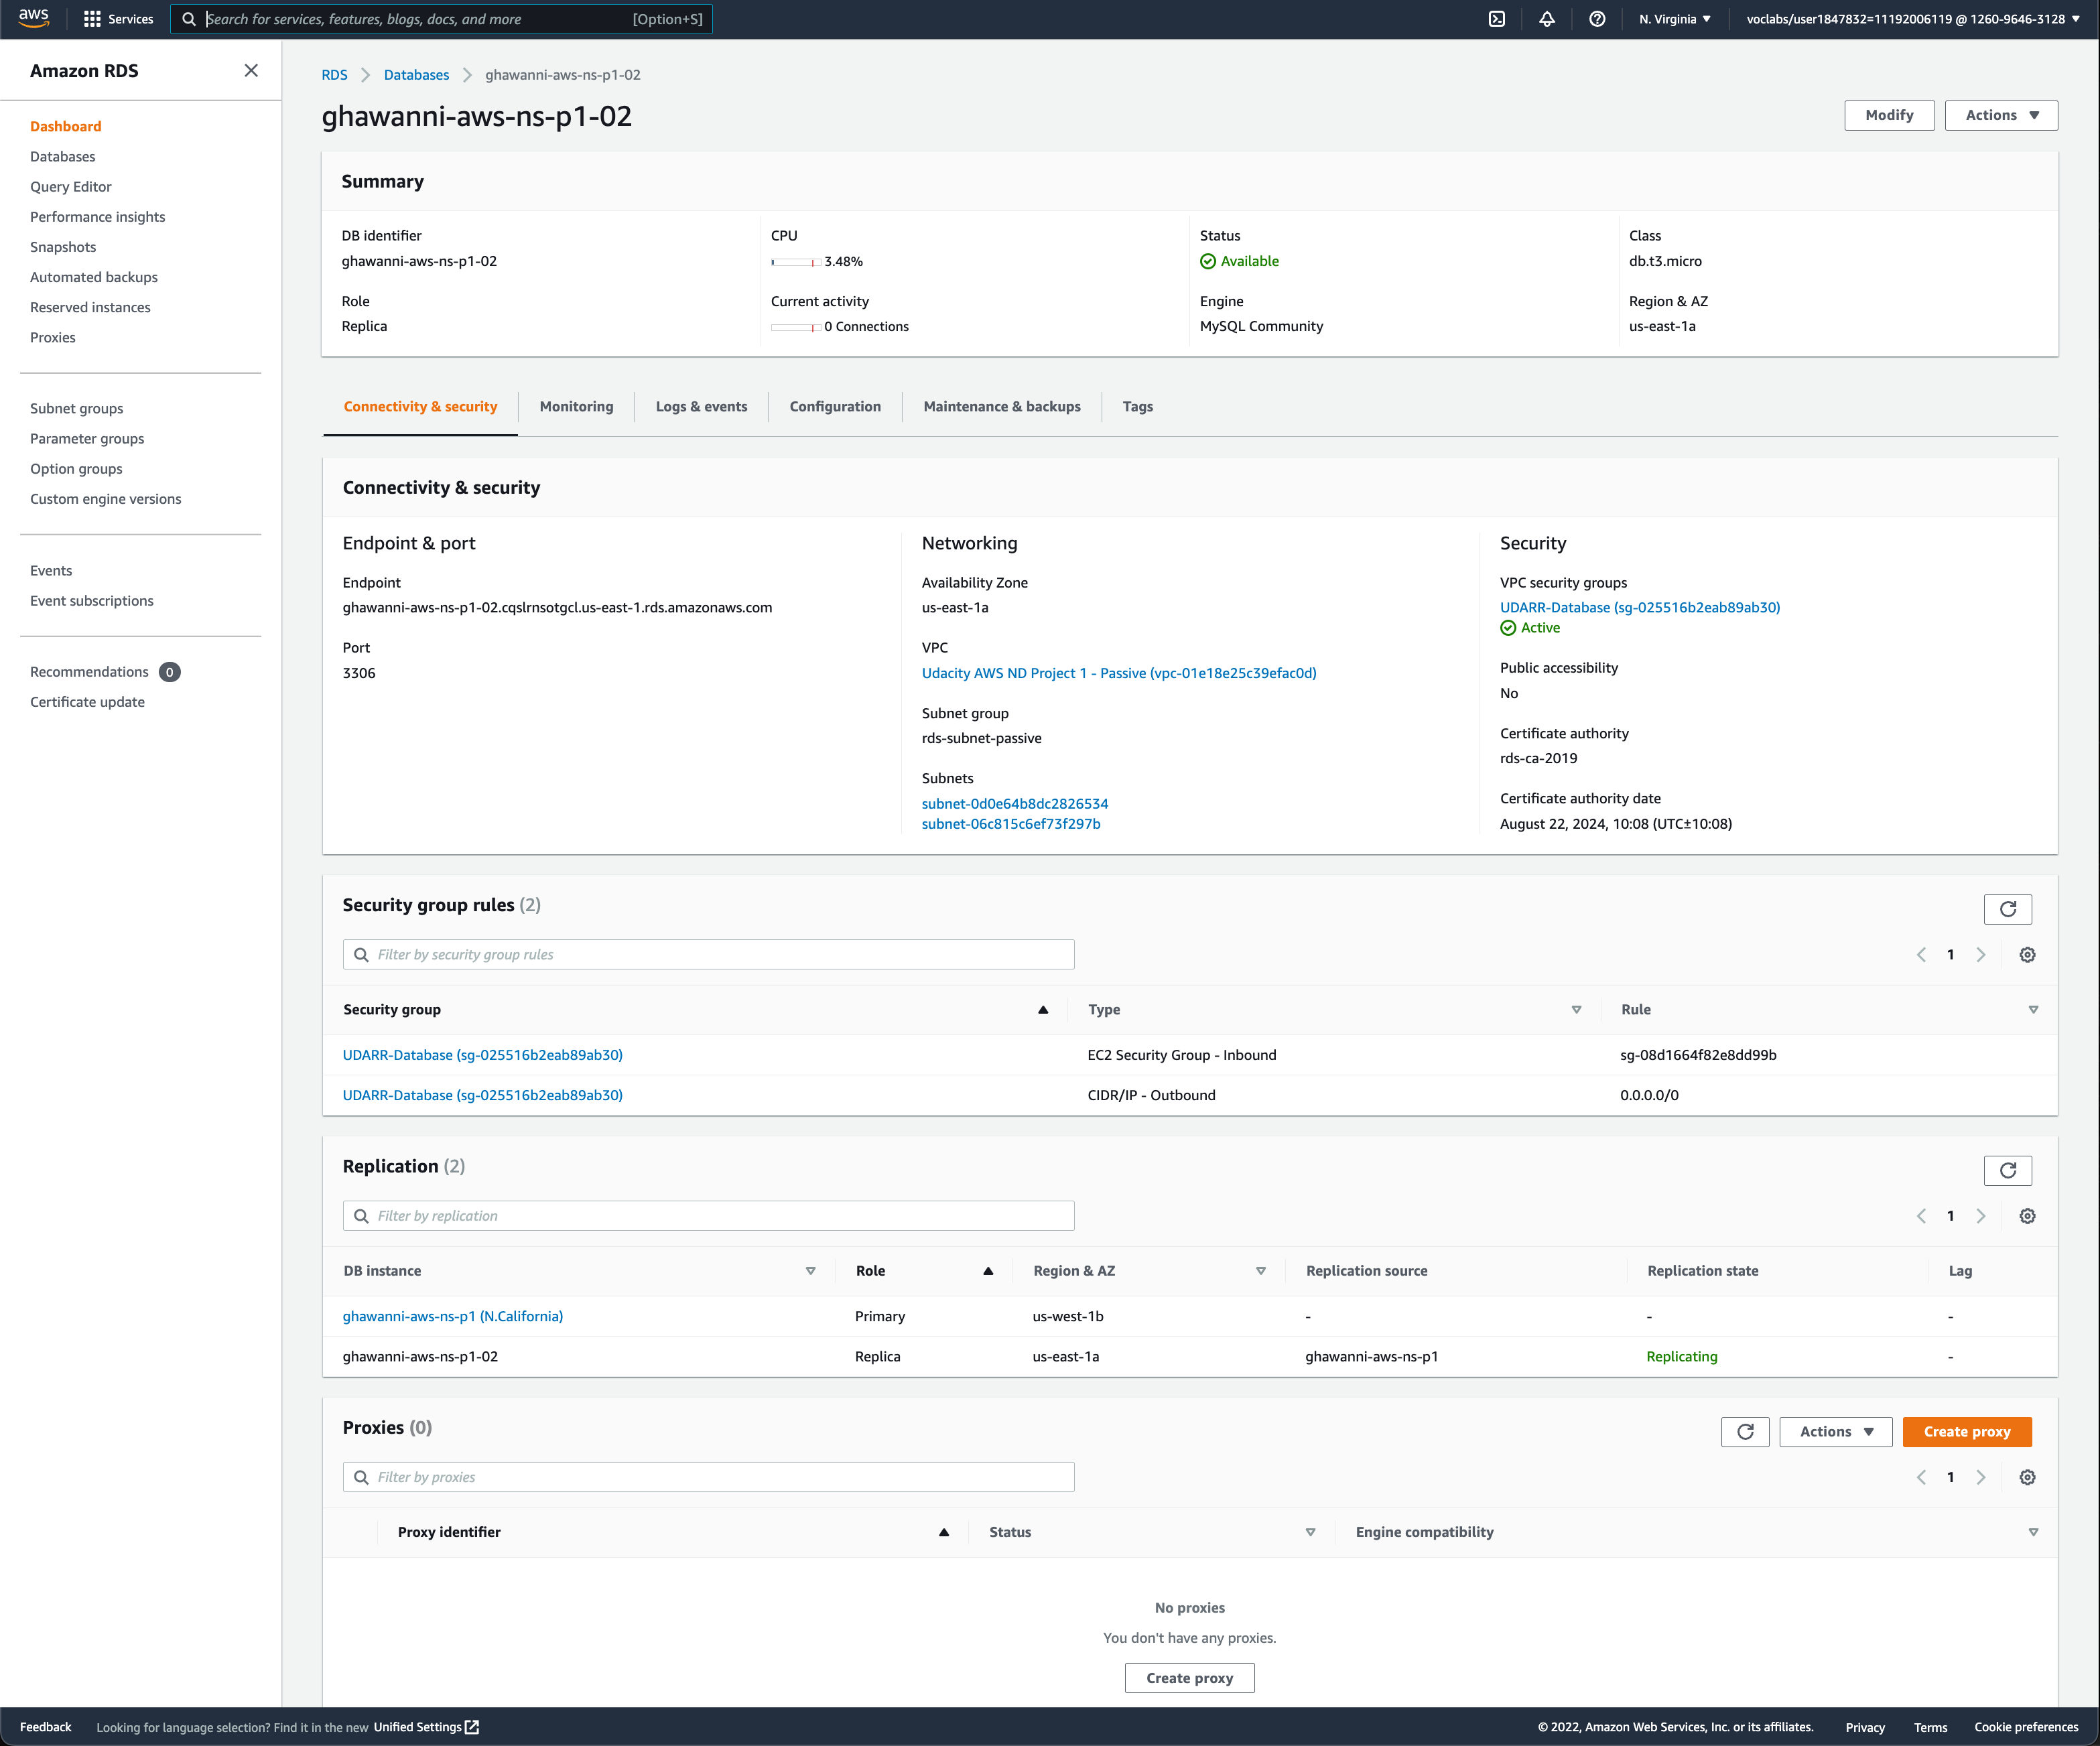 aws
Services
Search for services, features, blogs, docs, and more
[Option+S]
N. Virginia
voclabs/user1847832=11192006119 @ 1260-9646-3128
Amazon RDS
Dashboard
Databases
Query Editor
Performance insights
Snapshots
Automated backups
Reserved instances
Proxies
Subnet groups
Parameter groups
Option groups
Custom engine versions
Events
Event subscriptions
Recommendations 0
Certificate update
RDS > Databases > ghawanni-aws-ns-p1-02
ghawanni-aws-ns-p1-02
Modify
Actions
Summary
DB identifier
ghawanni-aws-ns-p1-02
CPU
3.48%
Status
Available
Class
db.t3.micro
Role
Replica
Current activity
0 Connections
Engine
MySQL Community
Region & AZ
us-east-1a
Connectivity & security
Monitoring
Logs & events
Configuration
Maintenance & backups
Tags
Connectivity & security
Endpoint & port
Endpoint
ghawanni-aws-ns-p1-02.cqslrnsotgcl.us-east-1.rds.amazonaws.com
Port
3306
Networking
Availability Zone
us-east-1a
VPC
Udacity AWS ND Project 1 - Passive (vpc-01e18e25c39efac0d)
Subnet group
rds-subnet-passive
Subnets
subnet-0d0e64b8dc2826534
subnet-06c815c6ef73f297b
Security
VPC security groups
UDARR-Database (sg-025516b2eab89ab30)
Active
Public accessibility
No
Certificate authority
rds-ca-2019
Certificate authority date
August 22, 2024, 10:08 (UTC±10:08)
Security group rules (2)
Filter by security group rules
1
Security group Type Rule
UDARR-Database (sg-025516b2eab89ab30) EC2 Security Group - Inbound sg-08d1664f82e8dd99b
UDARR-Database (sg-025516b2eab89ab30) CIDR/IP - Outbound 0.0.0.0/0
Replication (2)
Filter by replication
1
DB instance Role Region & AZ Replication source Replication state Lag
ghawanni-aws-ns-p1 (N.California) Primary us-west-1b - - -
ghawanni-aws-ns-p1-02 Replica us-east-1a ghawanni-aws-ns-p1 Replicating -
Proxies (0)
Actions
Create proxy
Filter by proxies
1
Proxy identifier Status Engine compatibility
No proxies
You don't have any proxies.
Create proxy
Feedback
Looking for language selection? Find it in the new Unified Settings
© 2022, Amazon Web Services, Inc. or its affiliates.
Privacy
Terms
Cookie preferences